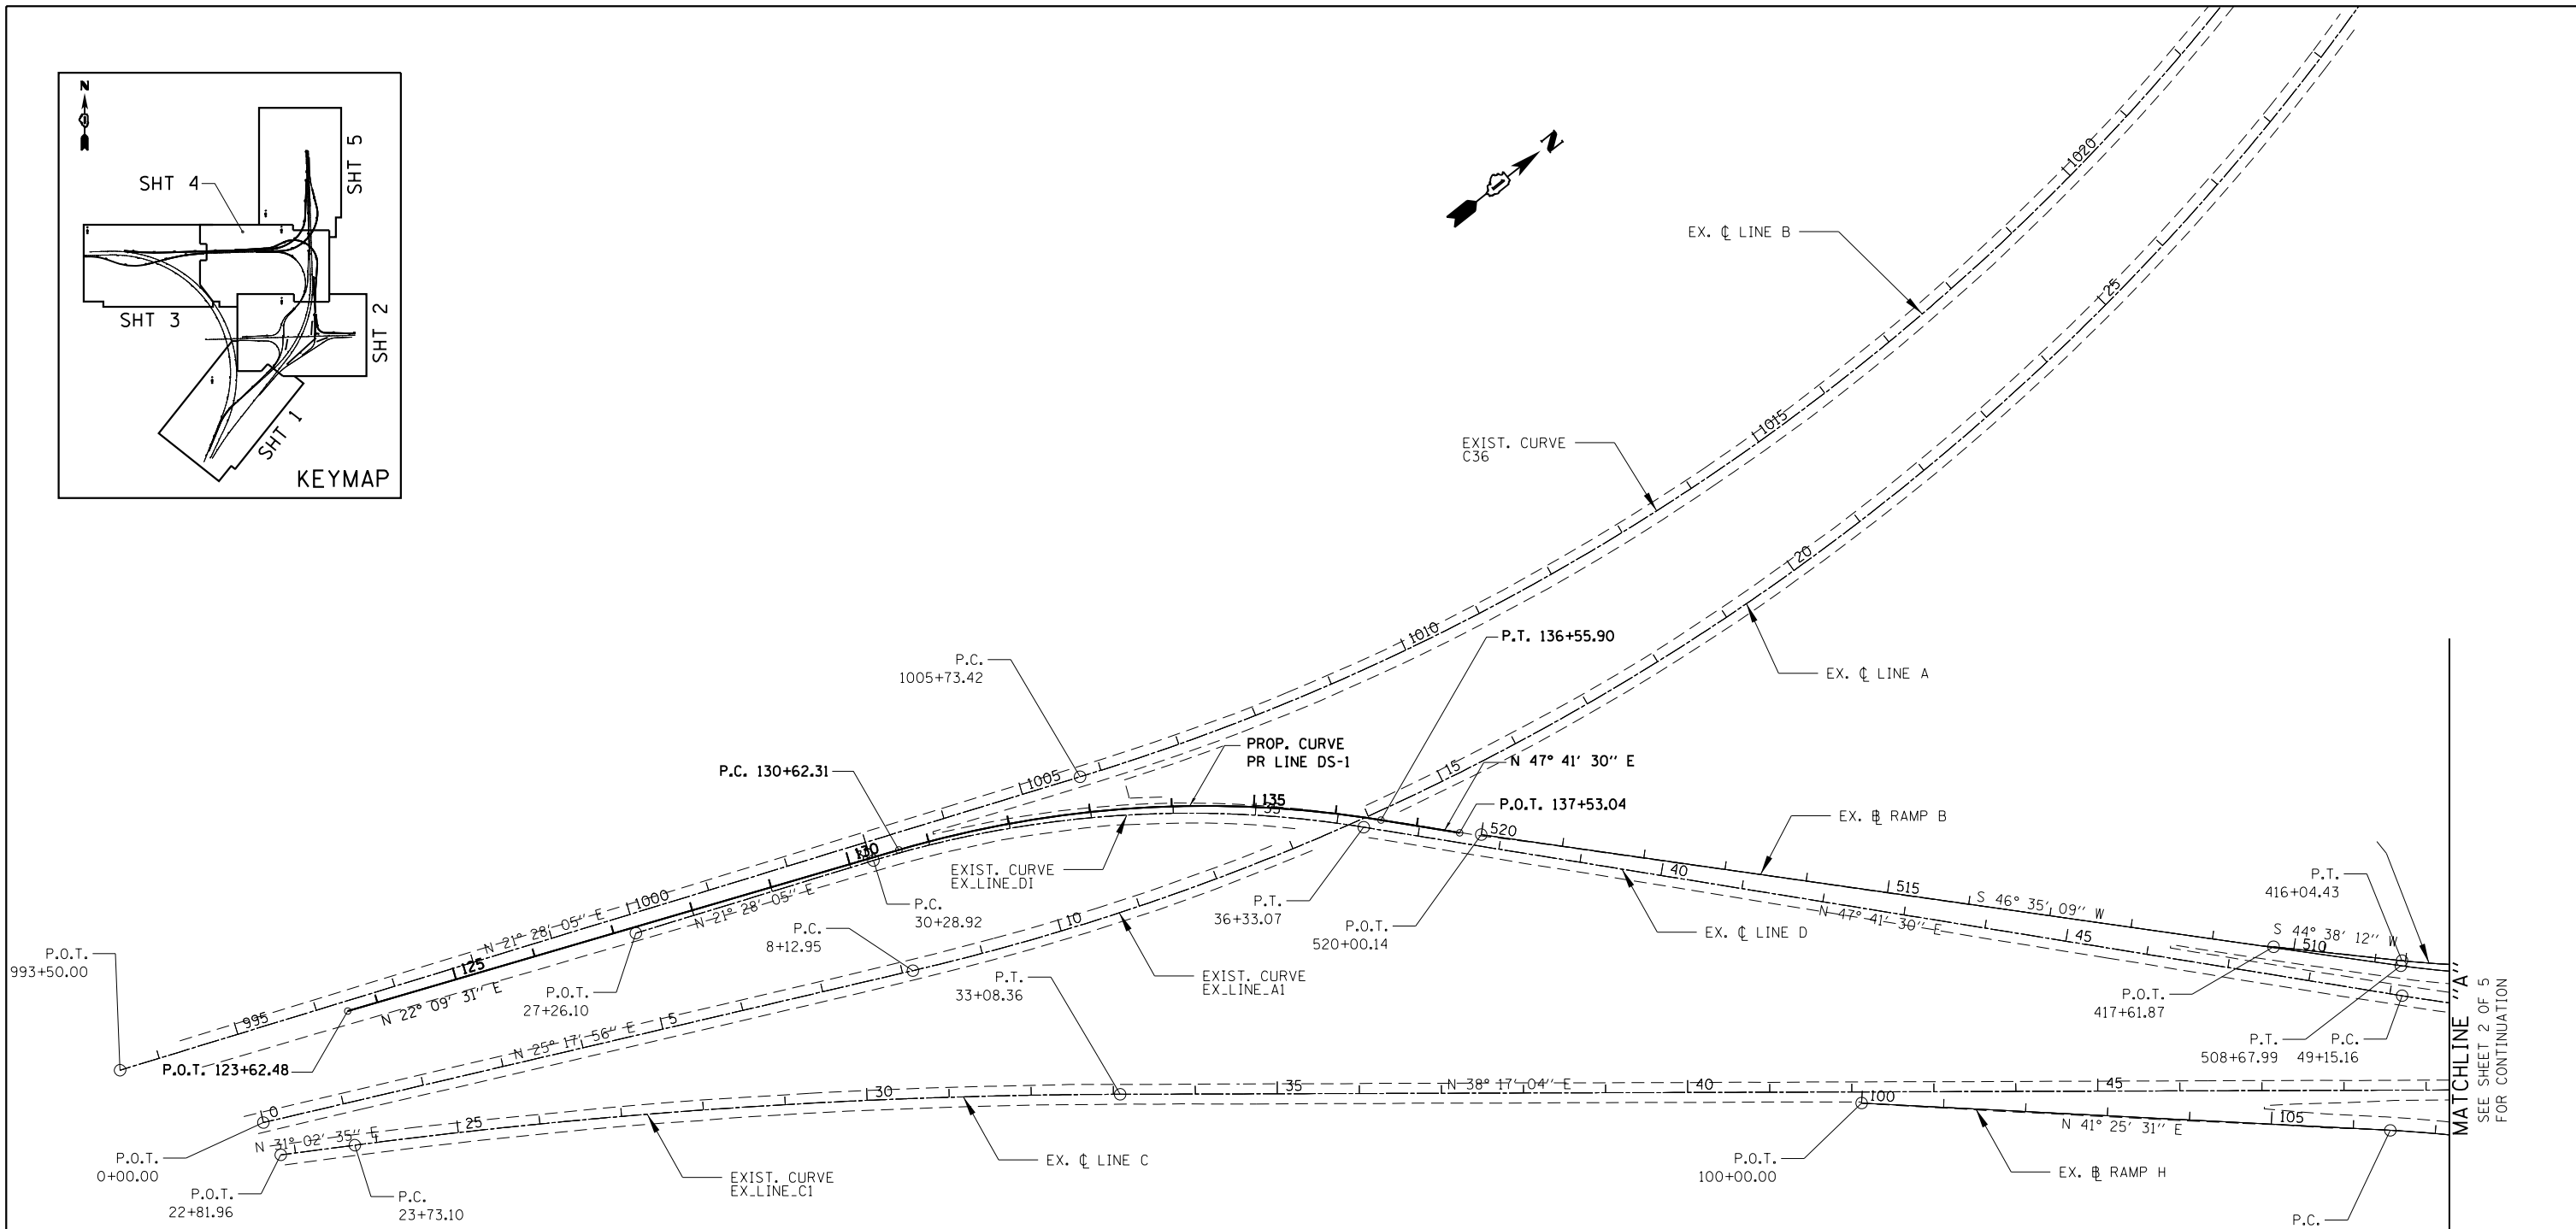 N
SHT 4
SHT 5
SHT 3
SHT 2
SHT 1
KEYMAP
N
EX. ℄ LINE B
1020
25
EXIST. CURVE
C36
1015
20
1010
P.T. 136+55.90
P.C.
1005+73.42
EX. ℄ LINE A
PROP. CURVE
PR LINE DS-1
N 47° 41' 30" E
P.C. 130+62.31
1005
15
P.O.T. 137+53.04
135
35
520
EX. ⅊ RAMP B
130
EXIST. CURVE
EX_LINE_D1
40
515
P.T.
416+04.43
1000
N 21° 28' 05" E
P.C.
30+28.92
P.T.
36+33.07
S 46° 35' 09" W
N 21° 28' 05" E
P.C.
8+12.95
10
P.O.T.
520+00.14
EX. ℄ LINE D
N 47° 41' 30" E
45
S 44° 38' 12" W
510
P.O.T.
993+50.00
125
N 22° 09' 31" E
P.O.T.
27+26.10
P.T.
33+08.36
EXIST. CURVE
EX_LINE_A1
P.O.T.
417+61.87
995
5
N 25° 17' 56" E
P.T.
508+67.99
P.C.
49+15.16
P.O.T. 123+62.48
0
30
35
N 38° 17' 04" E
40
45
100
105
N 31° 02' 35" E
25
N 41° 25' 31" E
P.O.T.
0+00.00
EX. ℄ LINE C
P.O.T.
100+00.00
EX. ⅊ RAMP H
EXIST. CURVE
EX_LINE_C1
P.O.T.
22+81.96
P.C.
23+73.10
P.C.
MATCHLINE "A"
SEE SHEET 2 OF 5
FOR CONTINUATION